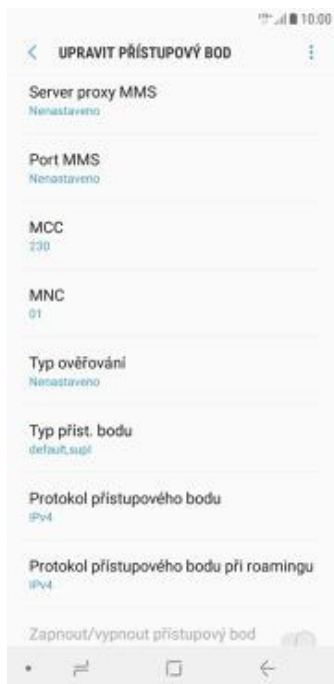 10:00
UPRAVIT PŘÍSTUPOVÝ BOD
Server proxy MMS
Nenastaveno
Port MMS
Nenastaveno
MCC
230
MNC
01
Typ ověřování
Nenastaveno
Typ příst. bodu
default,supl
Protokol přístupového bodu
IPv4
Protokol přístupového bodu při roamingu
IPv4
Zapnout/vypnout přístupový bod